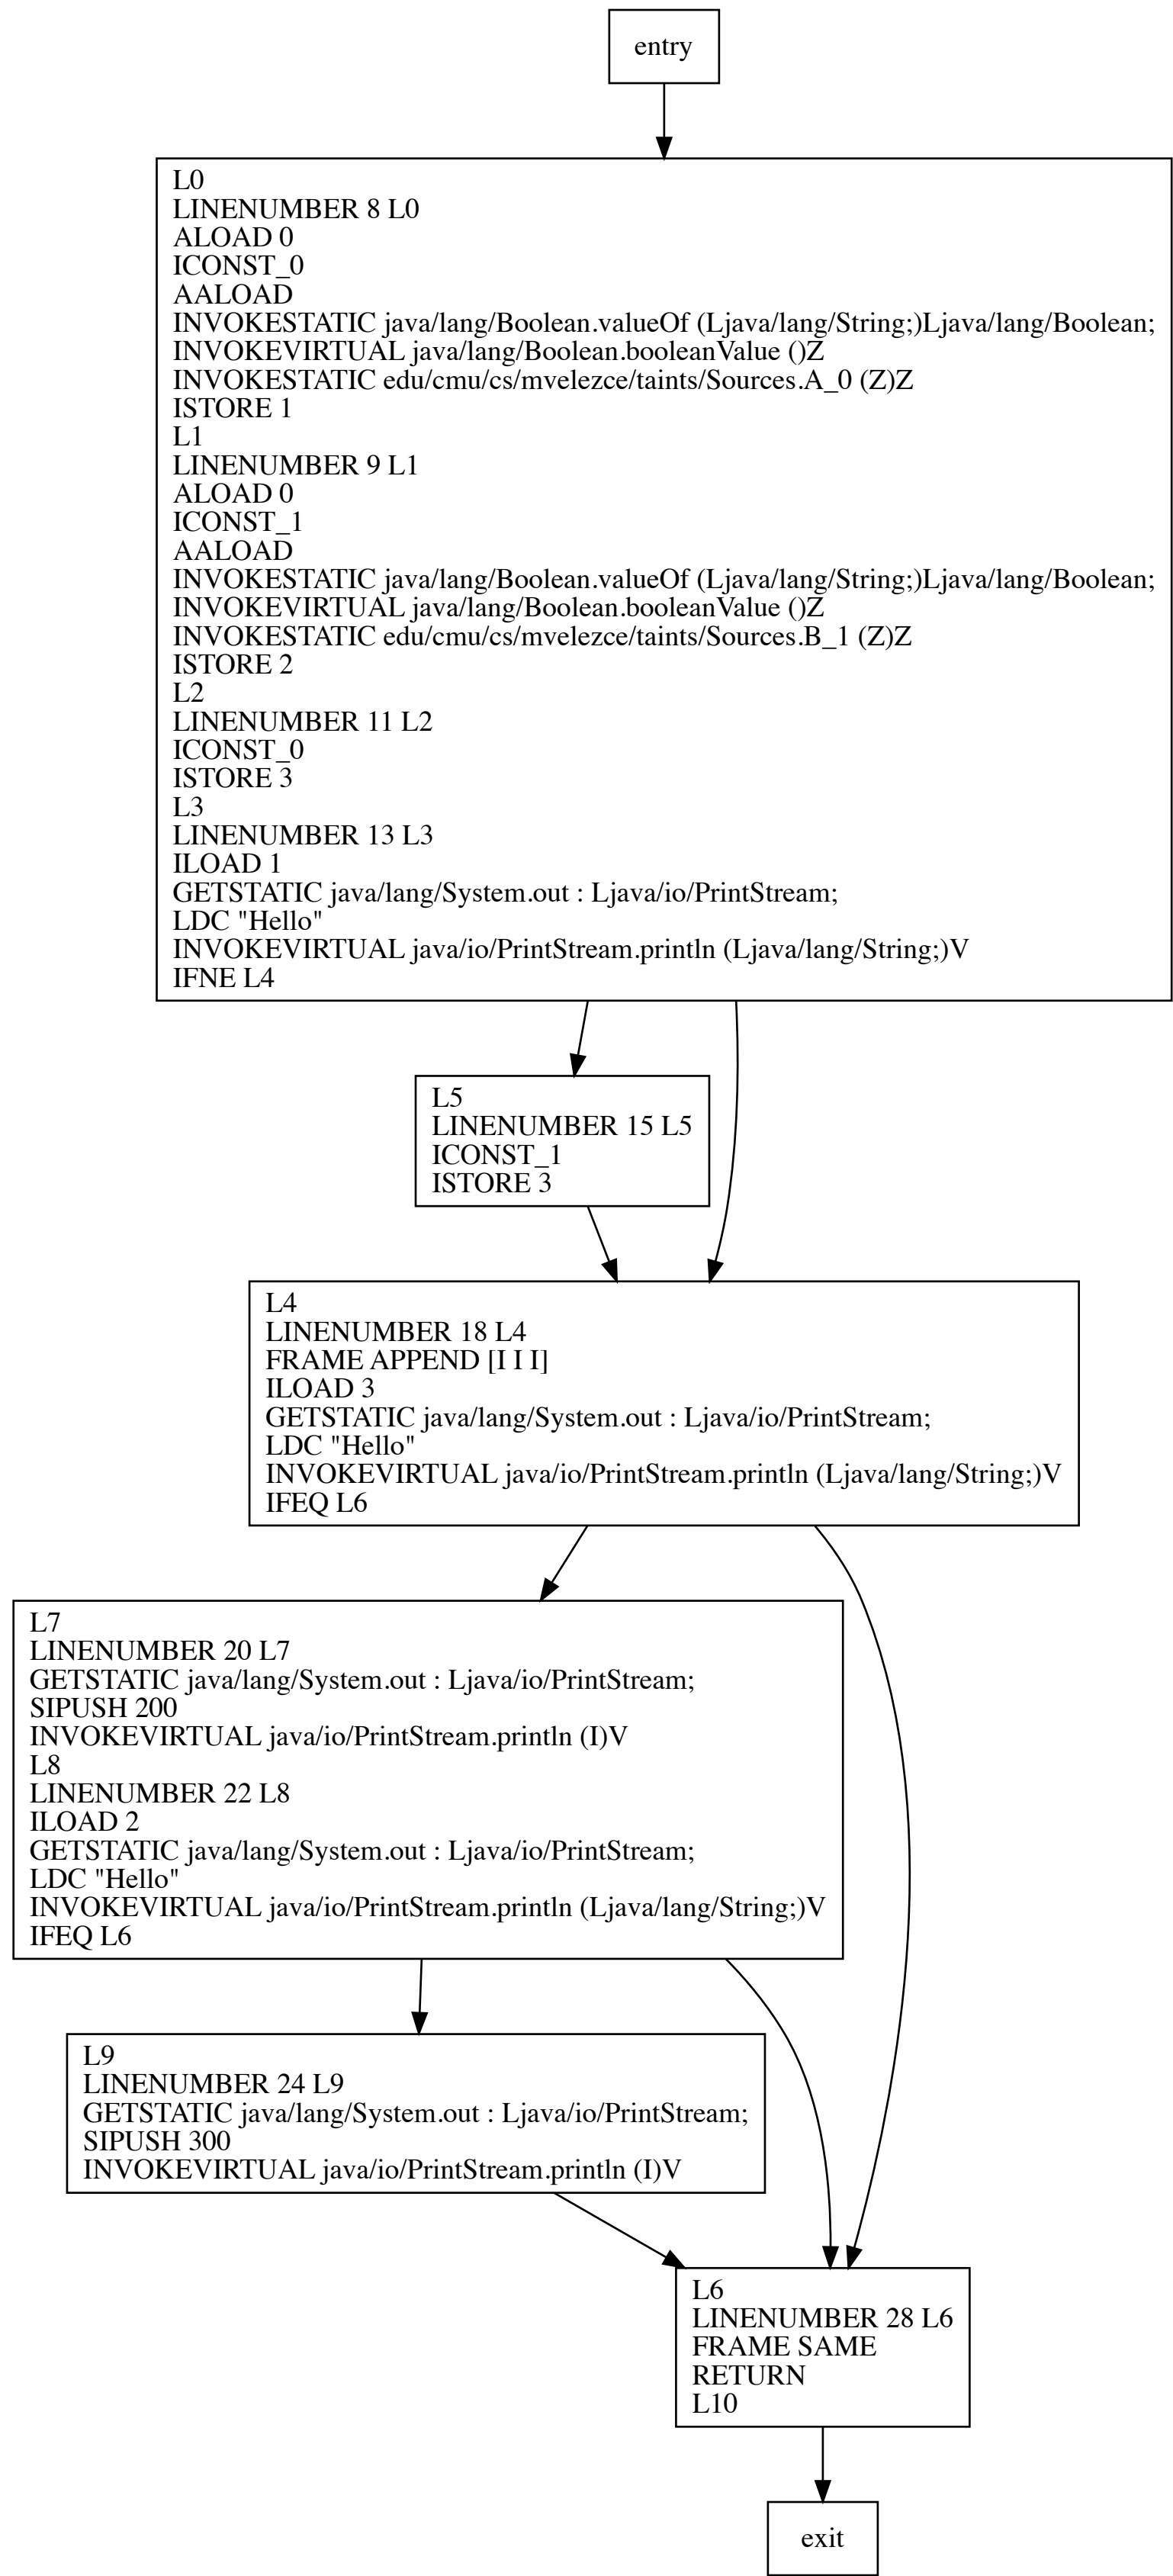 entry
L0
LINENUMBER 8 L0
ALOAD 0
ICONST_0
AALOAD
INVOKESTATIC java/lang/Boolean.valueOf (Ljava/lang/String;)Ljava/lang/Boolean;
INVOKEVIRTUAL java/lang/Boolean.booleanValue ()Z
INVOKESTATIC edu/cmu/cs/mvelezce/taints/Sources.A_0 (Z)Z
ISTORE 1
L1
LINENUMBER 9 L1
ALOAD 0
ICONST_1
AALOAD
INVOKESTATIC java/lang/Boolean.valueOf (Ljava/lang/String;)Ljava/lang/Boolean;
INVOKEVIRTUAL java/lang/Boolean.booleanValue ()Z
INVOKESTATIC edu/cmu/cs/mvelezce/taints/Sources.B_1 (Z)Z
ISTORE 2
L2
LINENUMBER 11 L2
ICONST_0
ISTORE 3
L3
LINENUMBER 13 L3
ILOAD 1
GETSTATIC java/lang/System.out : Ljava/io/PrintStream;
LDC "Hello"
INVOKEVIRTUAL java/io/PrintStream.println (Ljava/lang/String;)V
IFNE L4
L5
LINENUMBER 15 L5
ICONST_1
ISTORE 3
L4
LINENUMBER 18 L4
FRAME APPEND [I I I]
ILOAD 3
GETSTATIC java/lang/System.out : Ljava/io/PrintStream;
LDC "Hello"
INVOKEVIRTUAL java/io/PrintStream.println (Ljava/lang/String;)V
IFEQ L6
L7
LINENUMBER 20 L7
GETSTATIC java/lang/System.out : Ljava/io/PrintStream;
SIPUSH 200
INVOKEVIRTUAL java/io/PrintStream.println (I)V
L8
LINENUMBER 22 L8
ILOAD 2
GETSTATIC java/lang/System.out : Ljava/io/PrintStream;
LDC "Hello"
INVOKEVIRTUAL java/io/PrintStream.println (Ljava/lang/String;)V
IFEQ L6
L9
LINENUMBER 24 L9
GETSTATIC java/lang/System.out : Ljava/io/PrintStream;
SIPUSH 300
INVOKEVIRTUAL java/io/PrintStream.println (I)V
L6
LINENUMBER 28 L6
FRAME SAME
RETURN
L10
exit